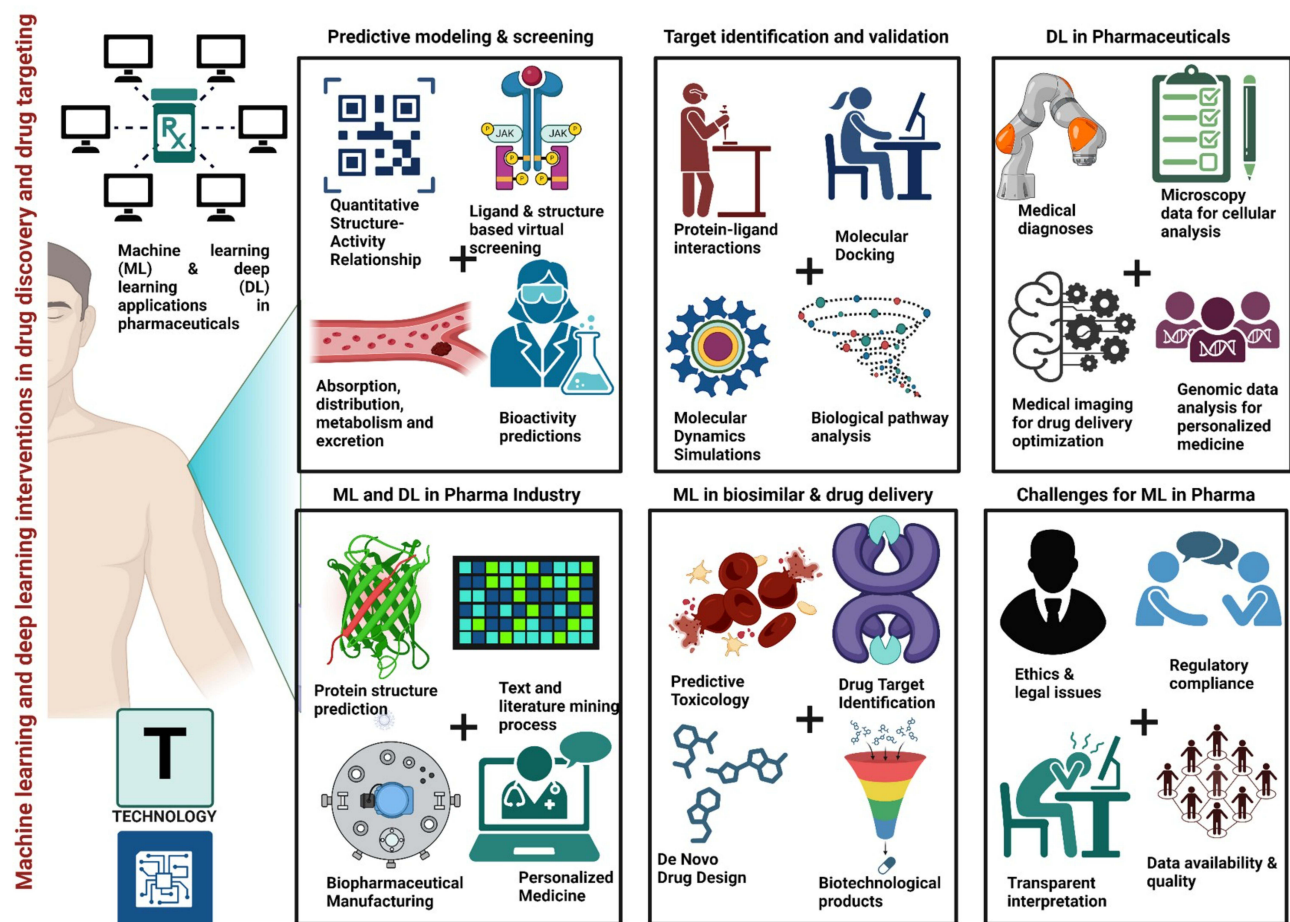 Machine learning and deep learning interventions in drug discovery and drug targeting
Rx
Machine learning
(ML) & deep
learning (DL)
applications in
pharmaceuticals
T
TECHNOLOGY
Predictive modeling & screening
Quantitative
Structure-
Activity
Relationship
P
JAK
JAK
P
P
P
P
P
Ligand & structure
based virtual
screening
+
Absorption,
distribution,
metabolism and
excretion
Bioactivity
predictions
Target identification and validation
Protein-ligand
interactions
Molecular
Docking
+
Molecular
Dynamics
Simulations
Biological pathway
analysis
DL in Pharmaceuticals
Medical
diagnoses
Microscopy
data for cellular
analysis
+
Medical imaging
for drug delivery
optimization
Genomic data
analysis for
personalized
medicine
ML and DL in Pharma Industry
Protein structure
prediction
Text and
literature mining
process
+
Biopharmaceutical
Manufacturing
Personalized
Medicine
ML in biosimilar & drug delivery
Predictive
Toxicology
Drug Target
Identification
+
De Novo
Drug Design
Biotechnological
products
Challenges for ML in Pharma
Ethics &
legal issues
Regulatory
compliance
+
Transparent
interpretation
Data availability &
quality